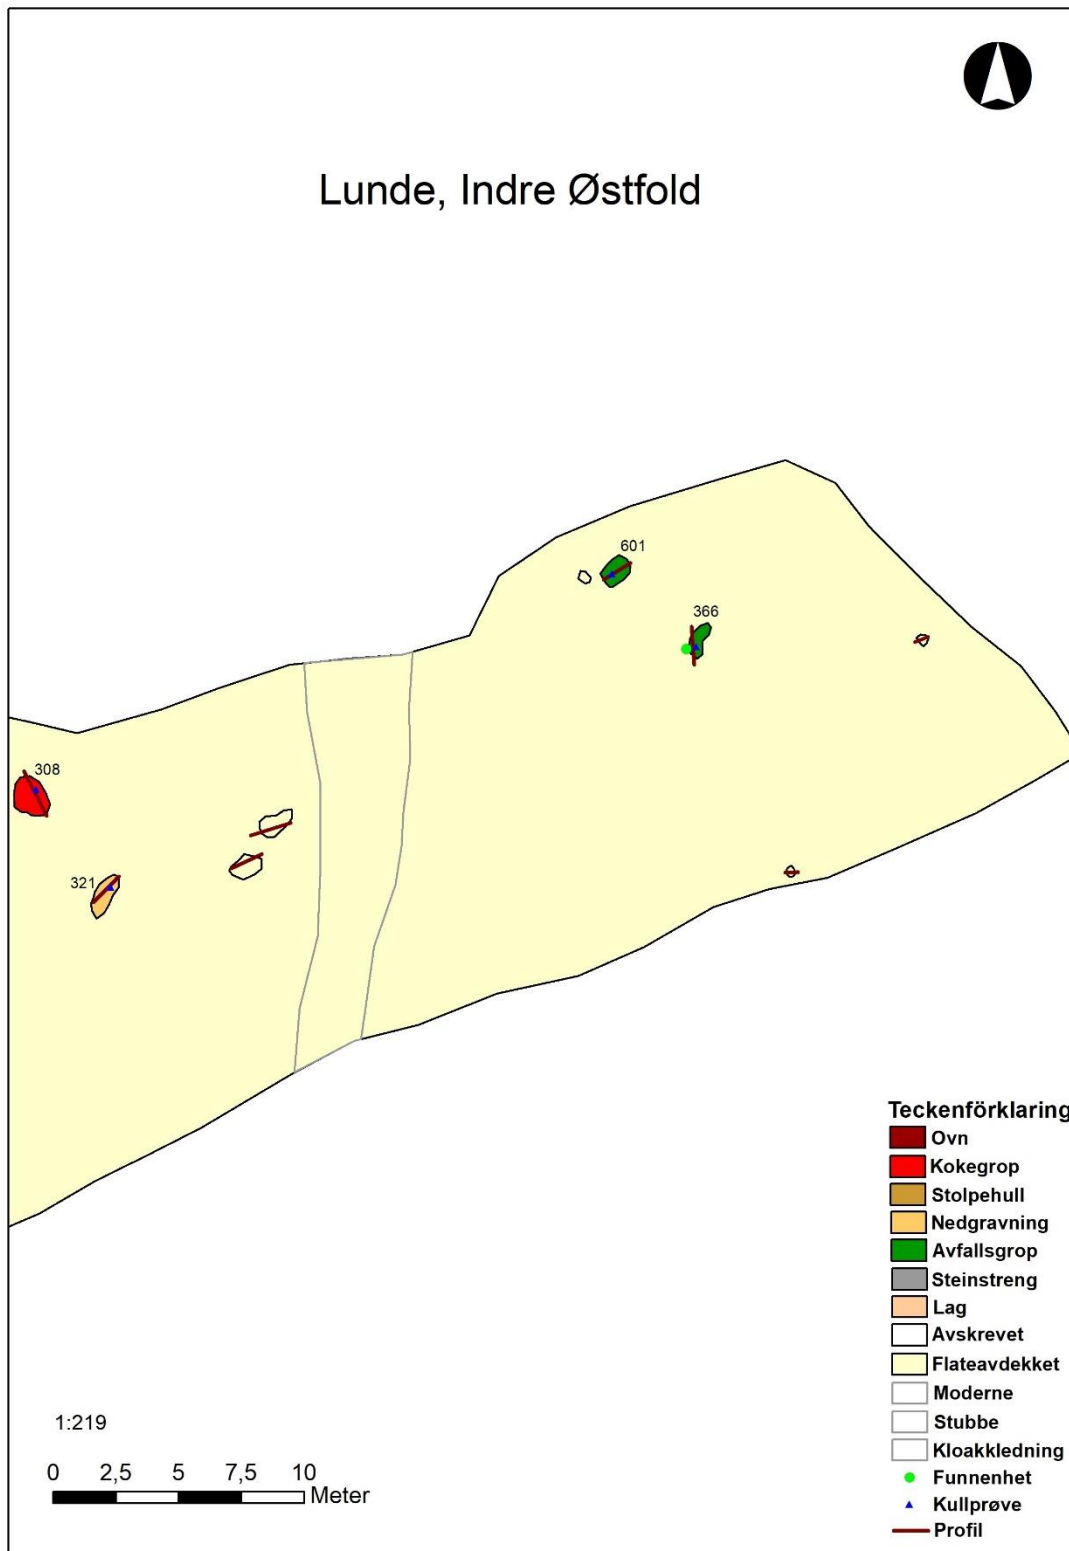 Lunde, Indre Østfold
601
366
308
321
Teckenförklaring
Ovn
Kokegrop
Stolpehull
Nedgravning
Avfallsgrop
Steinstreng
Lag
Avskrevet
Flateavdekket
Moderne
Stubbe
Kloakkledning
Funnenhet
Kullprøve
Profil
1:219
0 2,5 5 7,5 10
Meter